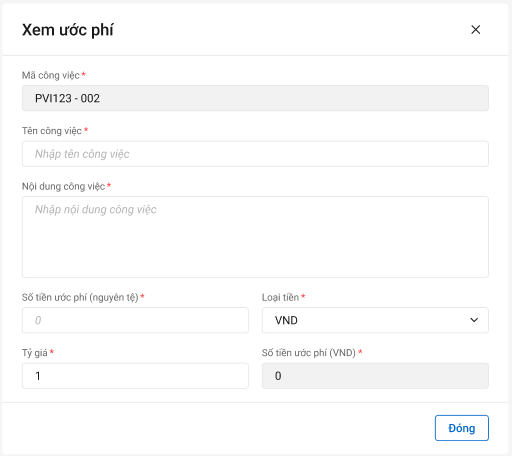 Xem ước phí
Mã công việc *
PVI123 - 002
Tên công việc *
Nhập tên công việc
Nội dung công việc *
Nhập nội dung công việc
Số tiền ước phí (nguyên tệ) *
Loại tiền *
0
VND
Tỷ giá *
Số tiền ước phí (VND) *
1
0
Đóng